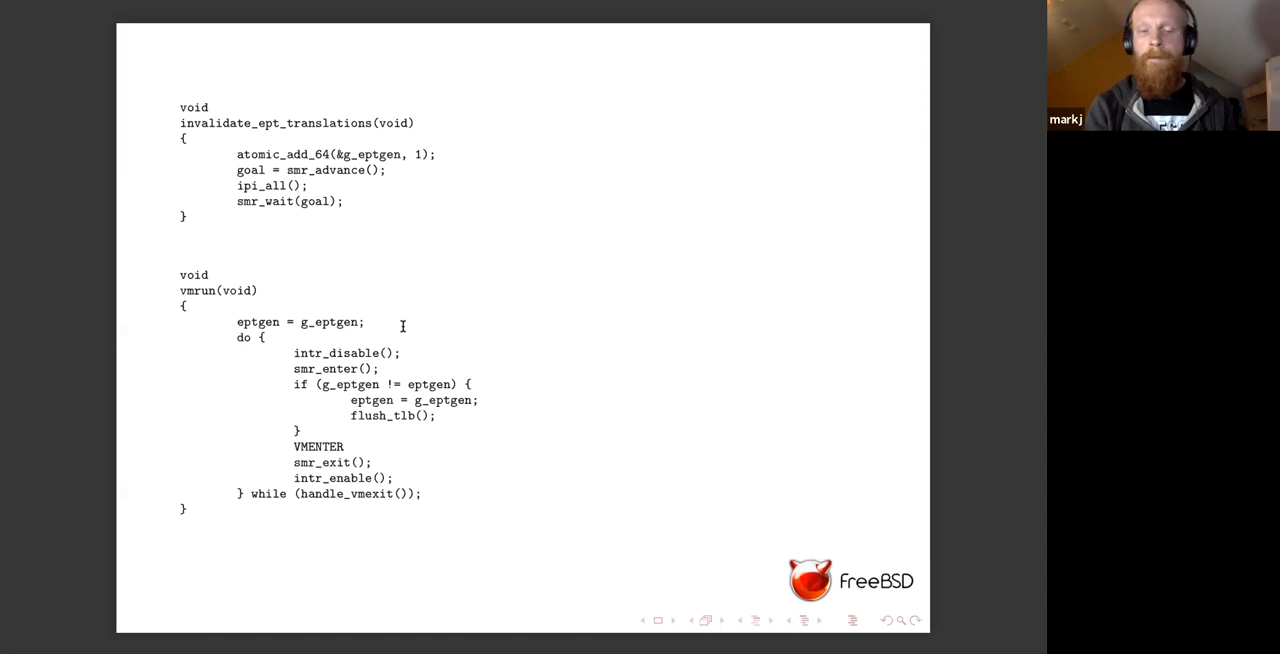 void
invalidate_ept_translations(void)
{
atomic_add_64(&g_eptgen, 1);
goal = smr_advance();
ipi_all();
smr_wait(goal);
}
void
vmrun(void)
{
eptgen = g_eptgen;
do {
intr_disable();
smr_enter();
if (g_eptgen != eptgen) {
eptgen = g_eptgen;
flush_tlb();
}
VMENTER
smr_exit();
intr_enable();
} while (handle_vmexit());
}
FreeBSD
markj